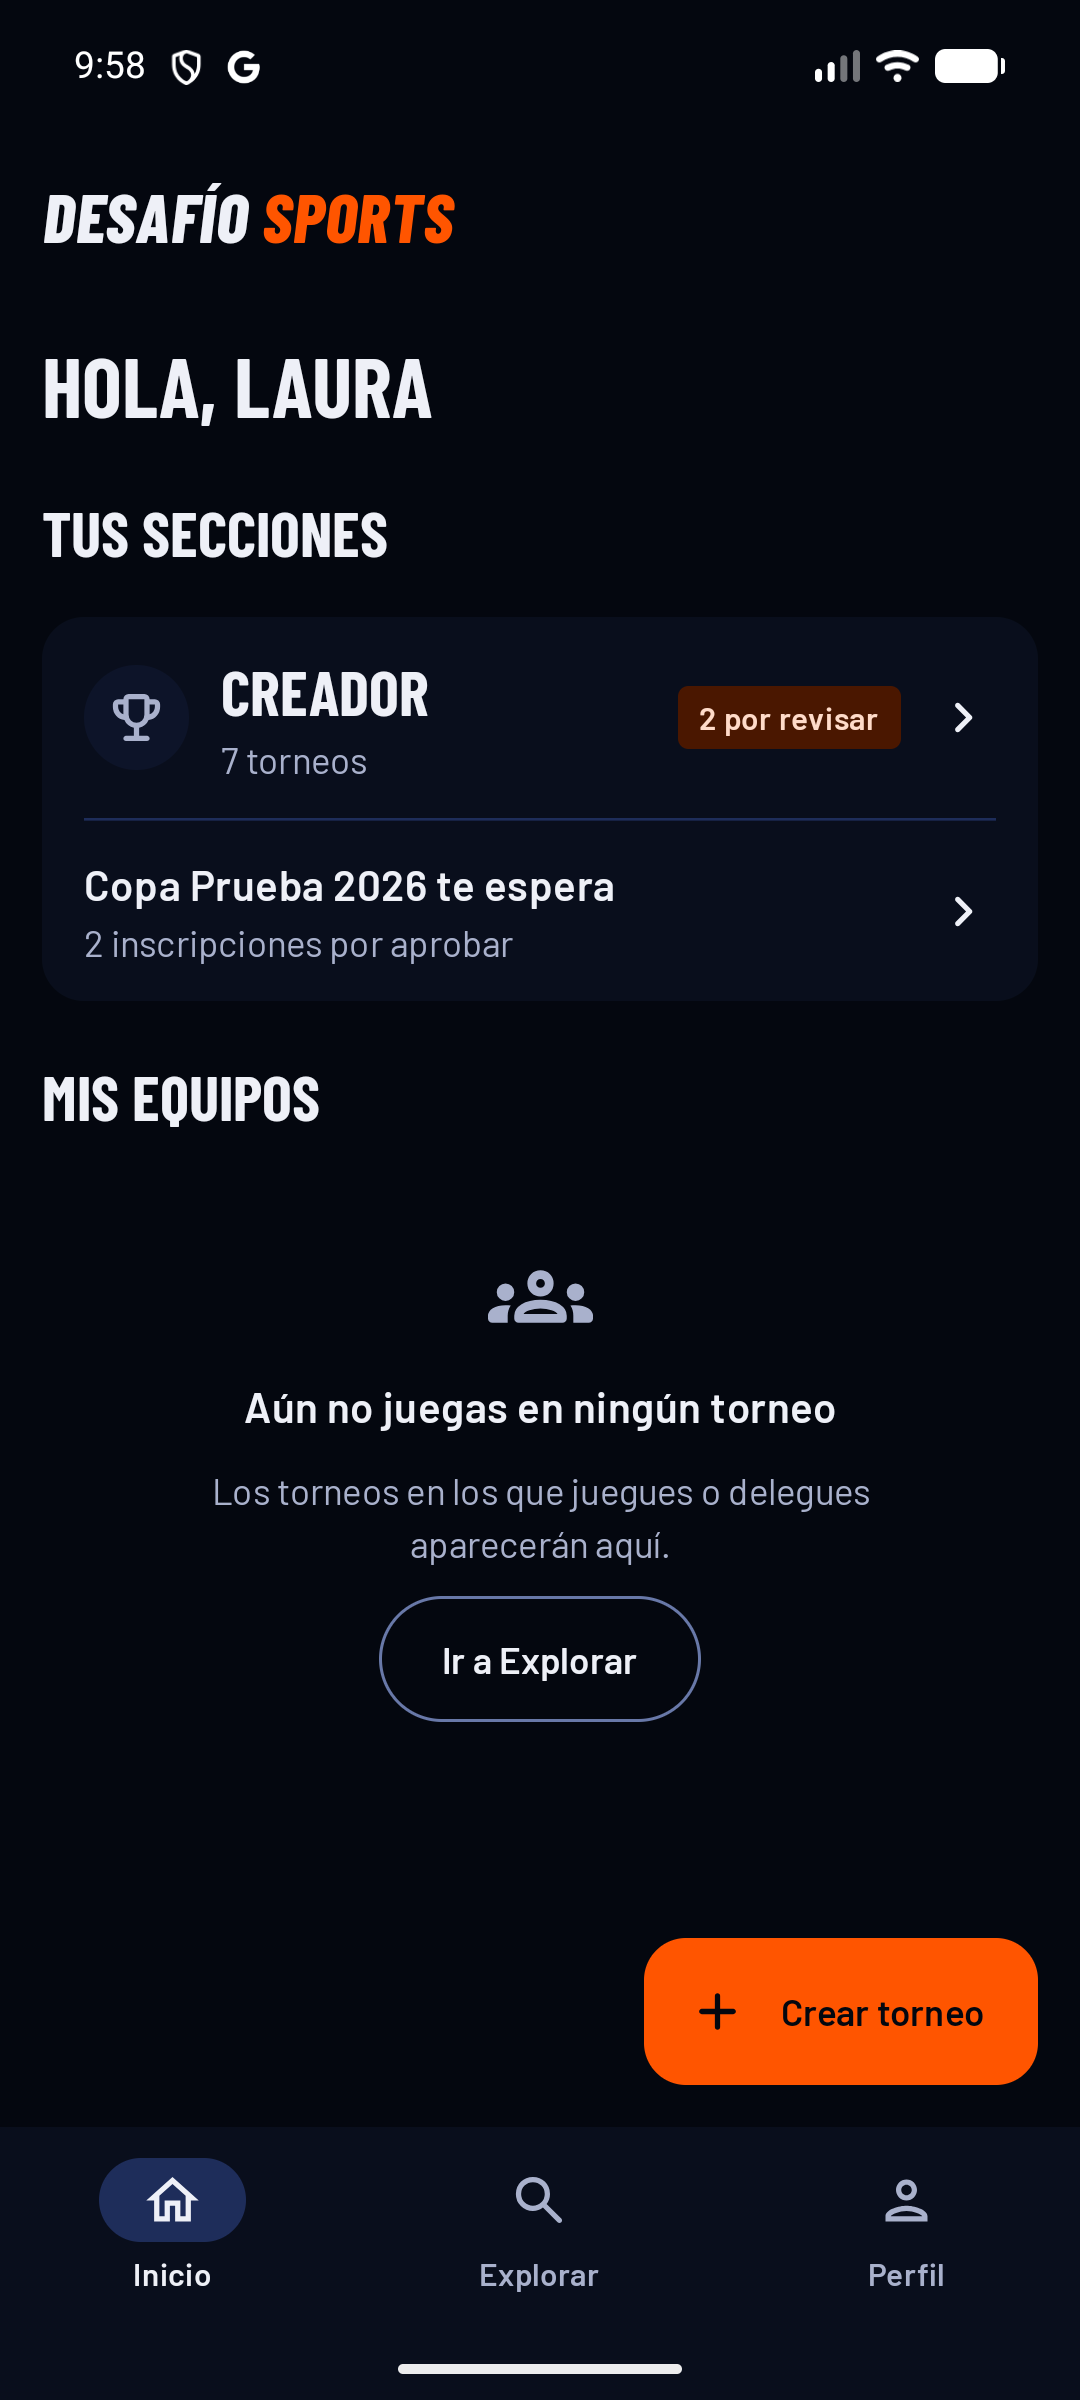 9:58
DESAFÍO SPORTS
HOLA, LAURA
TUS SECCIONES
CREADOR
7 torneos
2 por revisar
Copa Prueba 2026 te espera
2 inscripciones por aprobar
MIS EQUIPOS
Aún no juegas en ningún torneo
Los torneos en los que juegues o delegues
aparecerán aquí.
Ir a Explorar
Crear torneo
Inicio
Explorar
Perfil